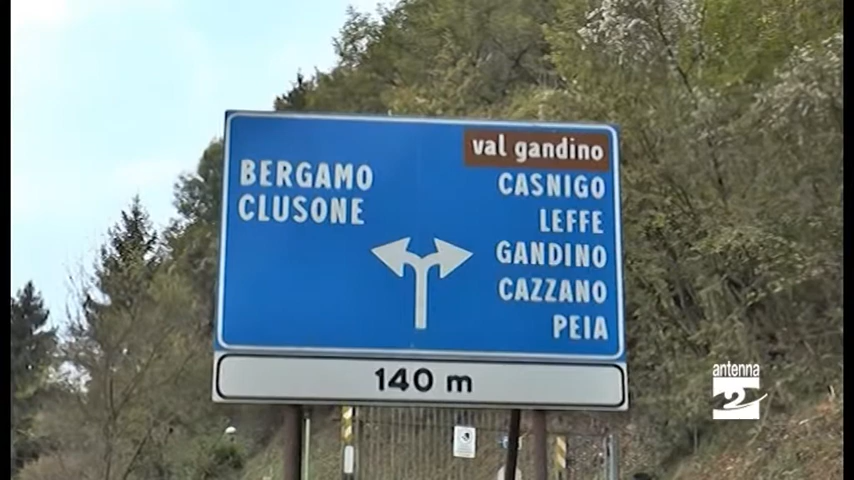 val gandino
BERGAMO
CLUSONE
CASNIGO
LEFFE
GANDINO
CAZZANO
PEIA
140 m
antenna
2